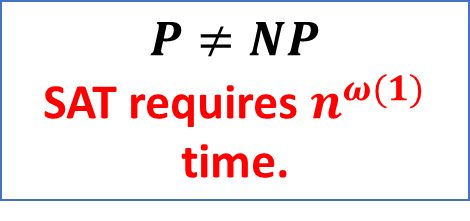 P ≠ NP
SAT requires n^ω(1)
time.